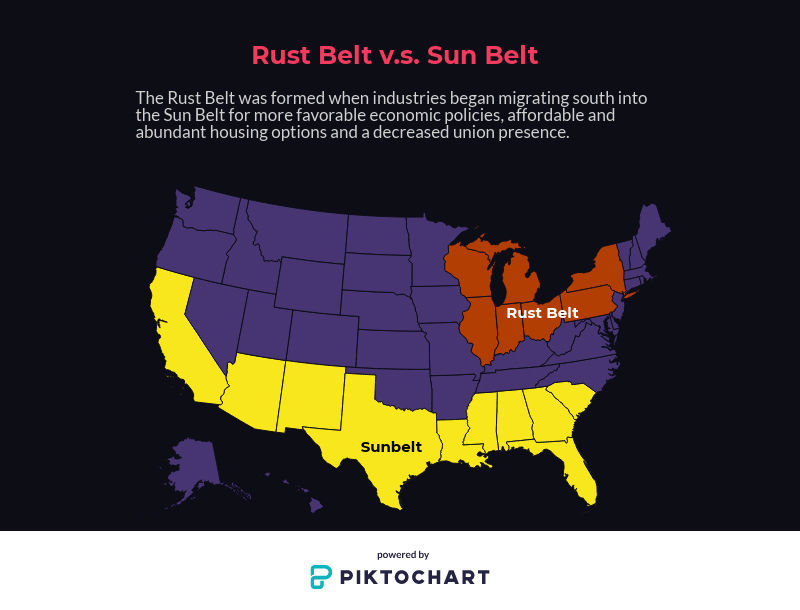 Rust Belt v.s. Sun Belt
The Rust Belt was formed when industries began migrating south into
the Sun Belt for more favorable economic policies, affordable and
abundant housing options and a decreased union presence.
Rust Belt
Sunbelt
powered by
PIKTOCHART